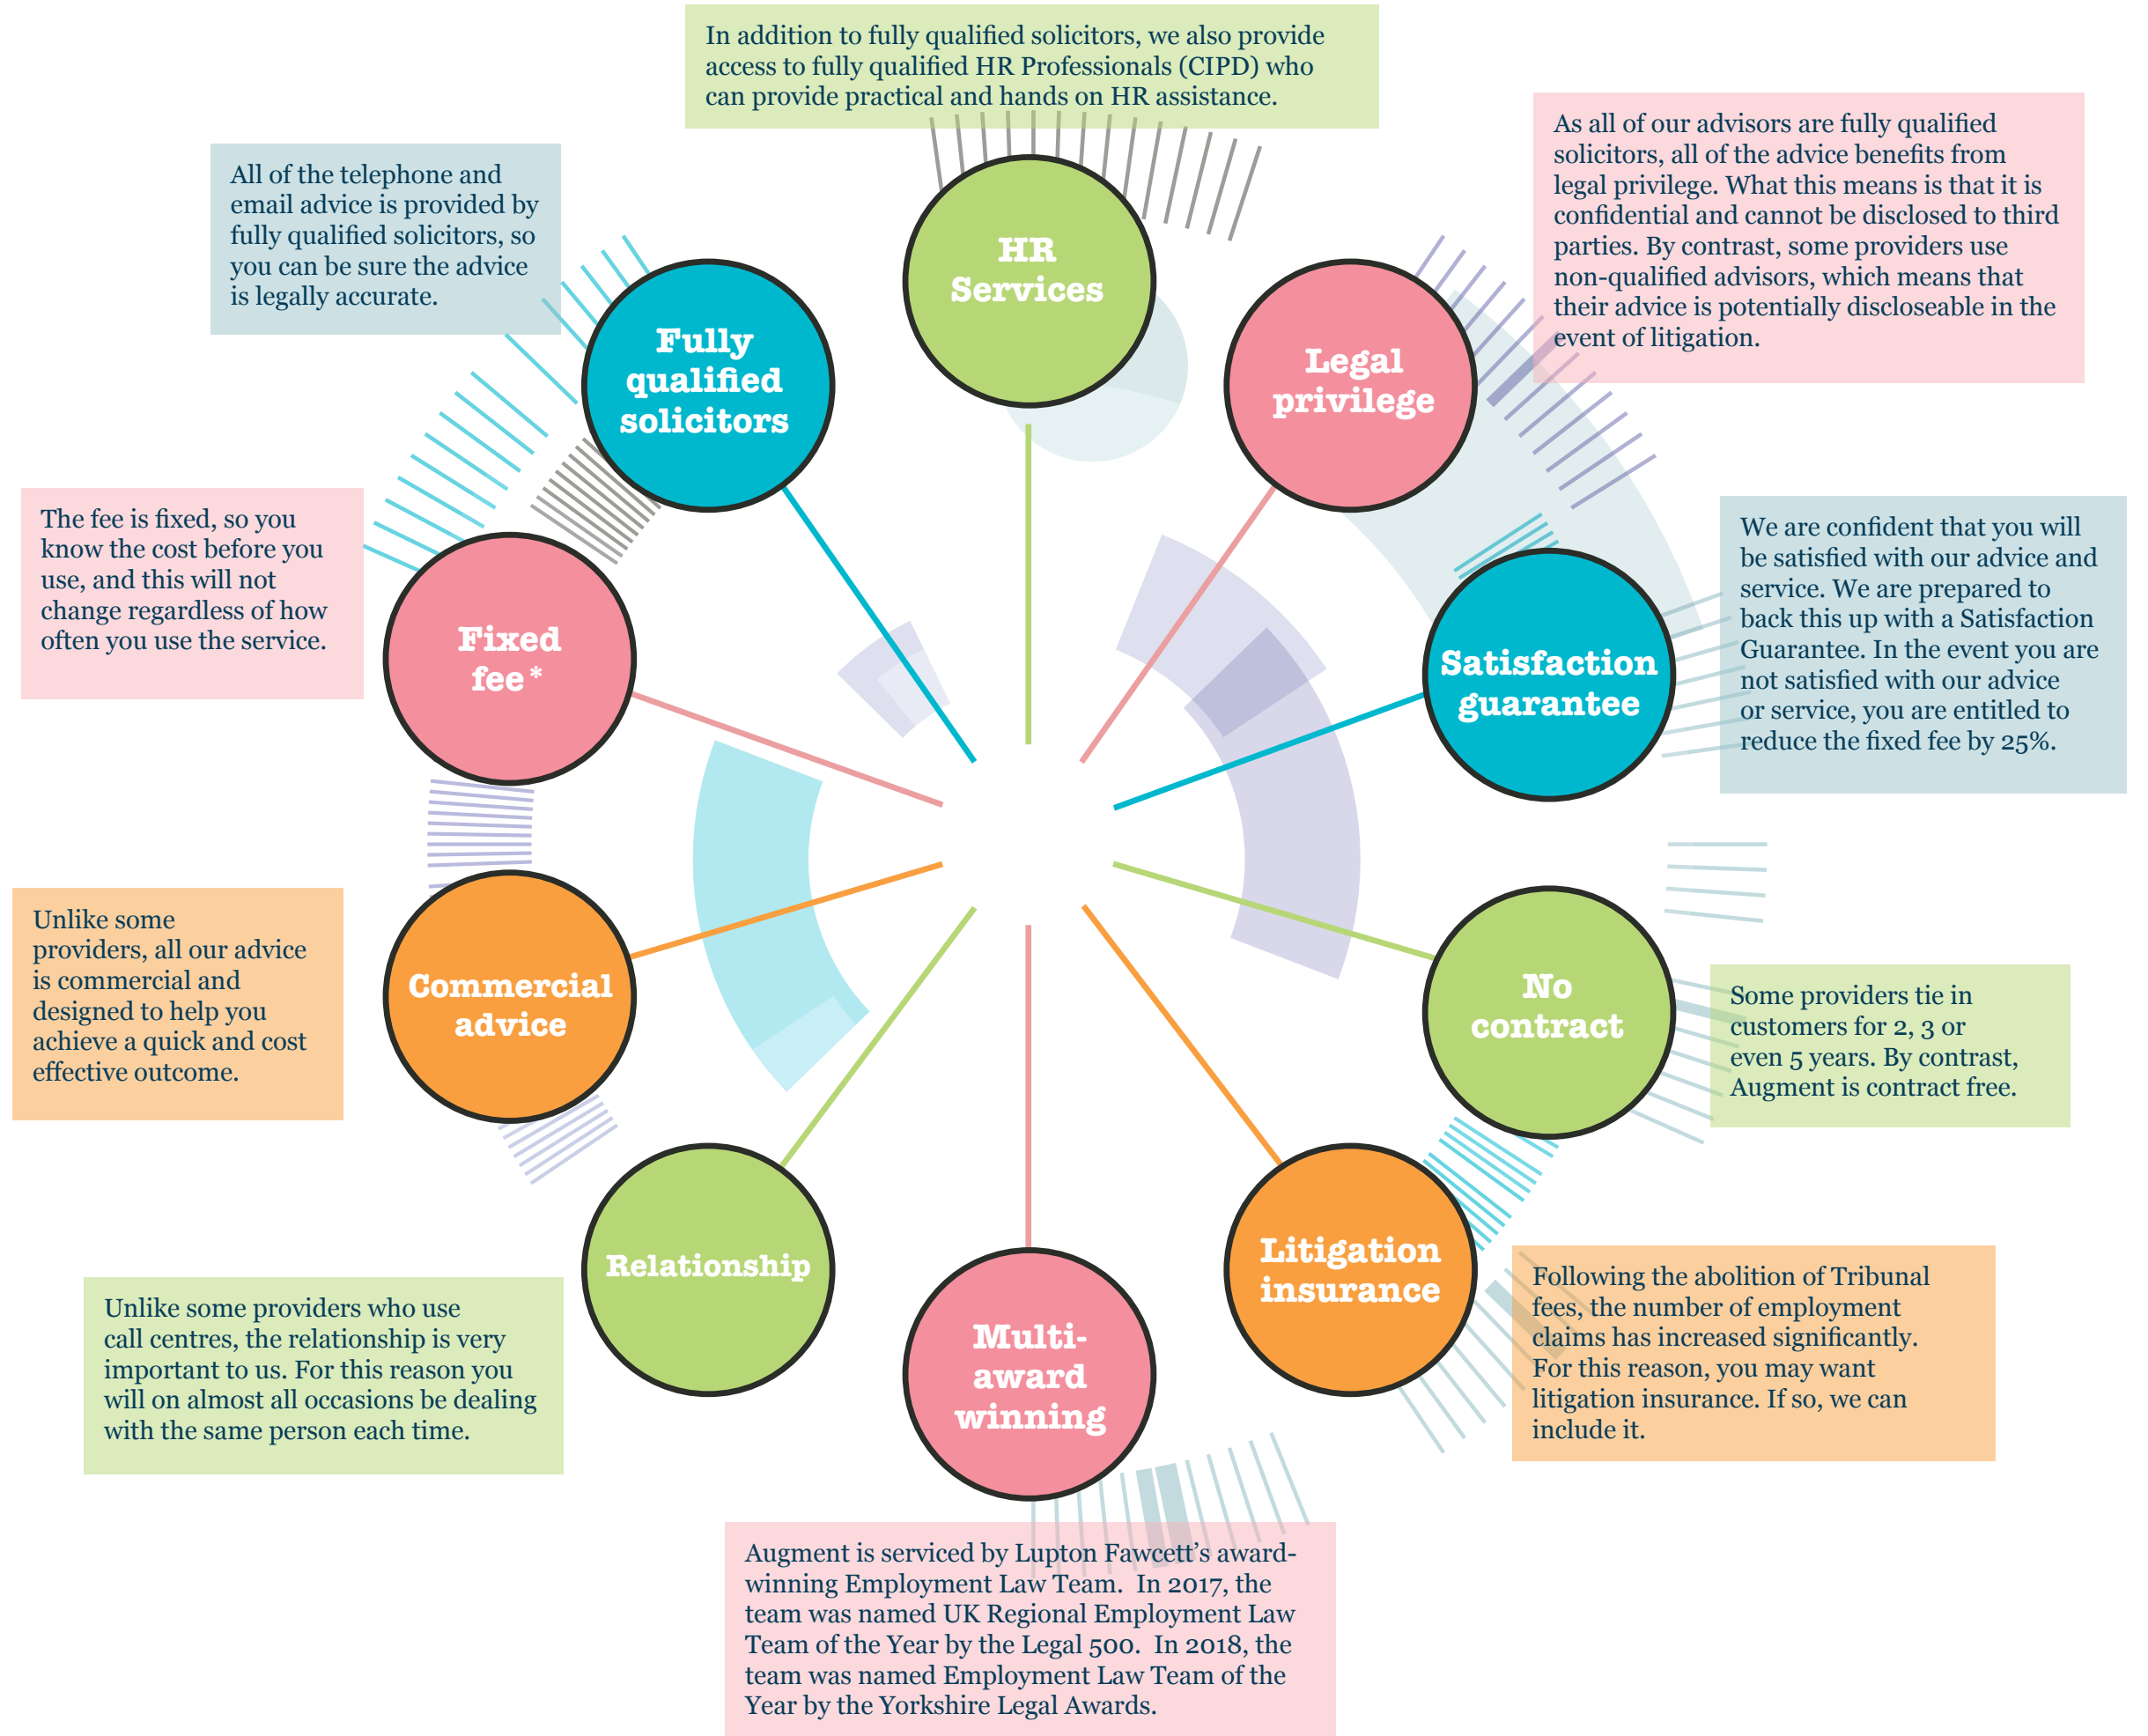 In addition to fully qualified solicitors, we also provide
access to fully qualified HR Professionals (CIPD) who
can provide practical and hands on HR assistance.
HR
Services
As all of our advisors are fully qualified
solicitors, all of the advice benefits from
legal privilege. What this means is that it is
confidential and cannot be disclosed to third
parties. By contrast, some providers use
non-qualified advisors, which means that
their advice is potentially discloseable in the
event of litigation.
Legal
privilege
We are confident that you will
be satisfied with our advice and
service. We are prepared to
back this up with a Satisfaction
Guarantee. In the event you are
not satisfied with our advice
or service, you are entitled to
reduce the fixed fee by 25%.
Satisfaction
guarantee
No
contract
Some providers tie in
customers for 2, 3 or
even 5 years. By contrast,
Augment is contract free.
Litigation
insurance
Following the abolition of Tribunal
fees, the number of employment
claims has increased significantly.
For this reason, you may want
litigation insurance. If so, we can
include it.
Multi-
award
winning
Augment is serviced by Lupton Fawcett’s award-
winning Employment Law Team.  In 2017, the
team was named UK Regional Employment Law
Team of the Year by the Legal 500.  In 2018, the
team was named Employment Law Team of the
Year by the Yorkshire Legal Awards.
Relationship
Unlike some providers who use
call centres, the relationship is very
important to us. For this reason you
will on almost all occasions be dealing
with the same person each time.
Commercial
advice
Unlike some
providers, all our advice
is commercial and
designed to help you
achieve a quick and cost
effective outcome.
Fixed
fee*
The fee is fixed, so you
know the cost before you
use, and this will not
change regardless of how
often you use the service.
Fully
qualified
solicitors
All of the telephone and
email advice is provided by
fully qualified solicitors, so
you can be sure the advice
is legally accurate.